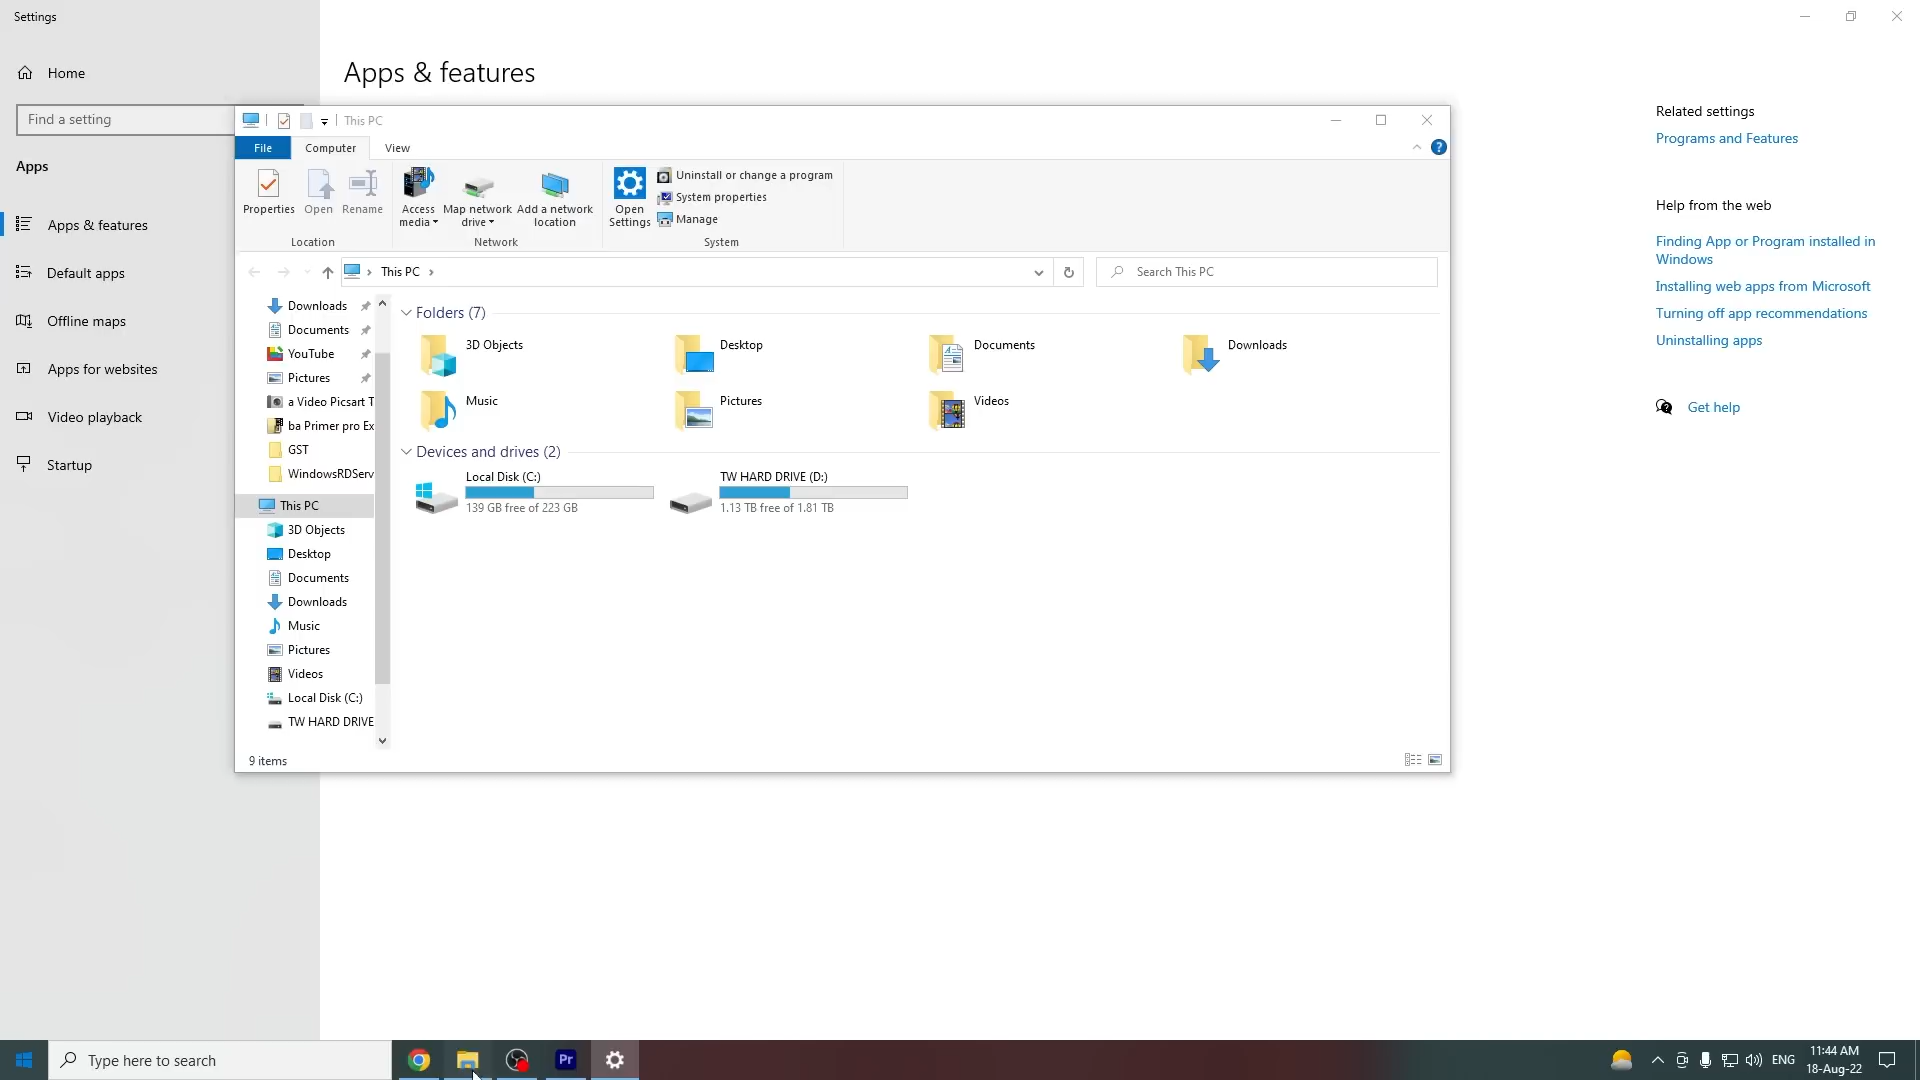 Settings
Home
Find a setting
Apps
Apps & features
Default apps
Offline maps
Apps for websites
Video playback
Startup
Apps & features
Related settings
Programs and Features
Help from the web
Finding App or Program installed in
Windows
Installing web apps from Microsoft
Turning off app recommendations
Uninstalling apps
Get help
This PC
File
Computer
View
Properties
Open
Rename
Location
Access
media
Map network
drive
Add a network
location
Network
Open
Settings
Uninstall or change a program
System properties
Manage
System
This PC
Search This PC
Downloads
Documents
YouTube
Pictures
a Video Picsart T
ba Primer pro Ex
GST
WindowsRDServ
This PC
3D Objects
Desktop
Documents
Downloads
Music
Pictures
Videos
Local Disk (C:)
TW HARD DRIVE
Folders (7)
3D Objects
Desktop
Documents
Downloads
Music
Pictures
Videos
Devices and drives (2)
Local Disk (C:)
139 GB free of 223 GB
TW HARD DRIVE (D:)
1.13 TB free of 1.81 TB
9 items
Type here to search
Pr
ENG
11:44 AM
18-Aug-22